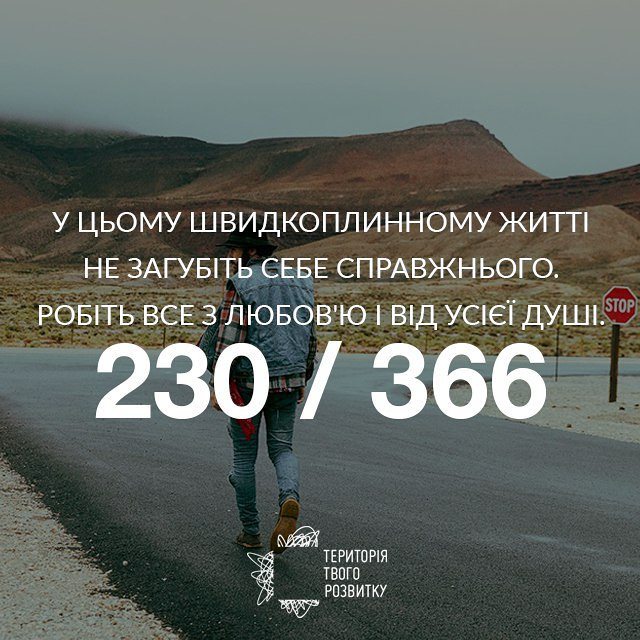 У ЦЬОМУ ШВИДКОПЛИННОМУ ЖИТТІ
НЕ ЗАГУБІТЬ СЕБЕ СПРАВЖНЬОГО.
РОБІТЬ ВСЕ З ЛЮБОВ'Ю І ВІД УСІЄЇ ДУШІ.
STOP
230 / 366
ТЕРИТОРІЯ
ТВОГО
РОЗВИТКУ